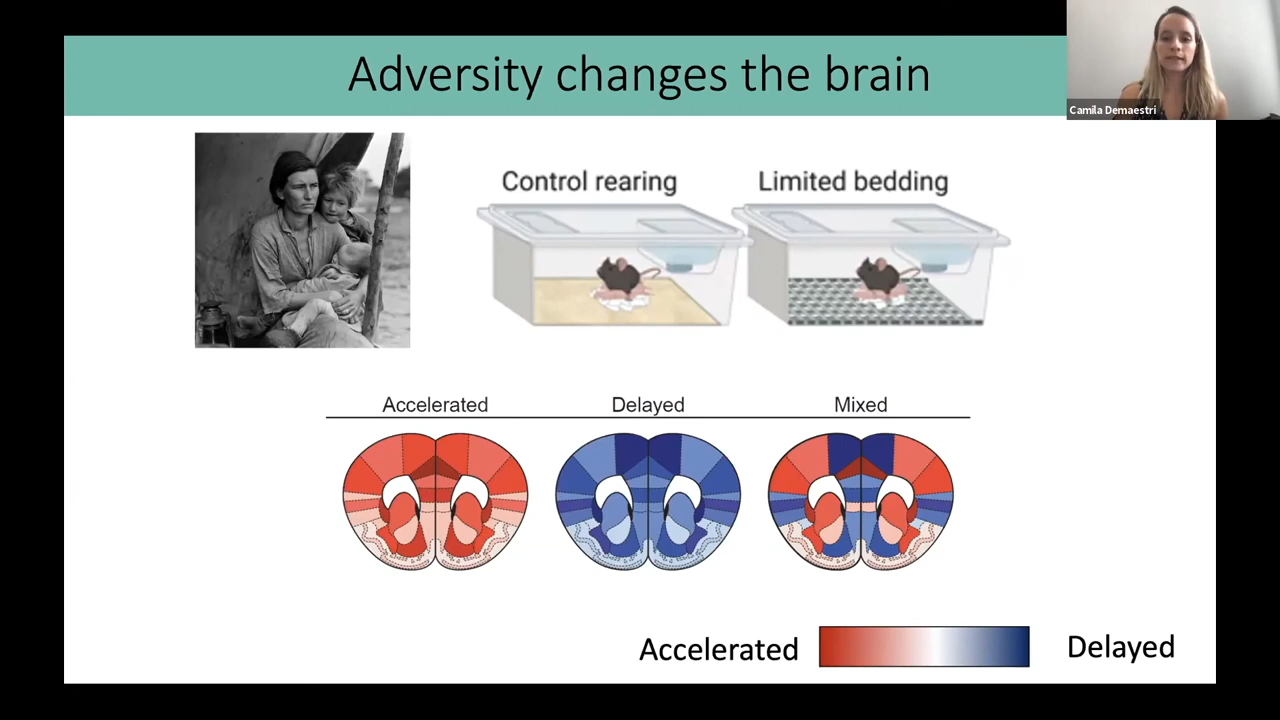 Adversity changes the brain
Camila Demaestri
Control rearing
Limited bedding
Accelerated
Delayed
Mixed
Accelerated
Delayed